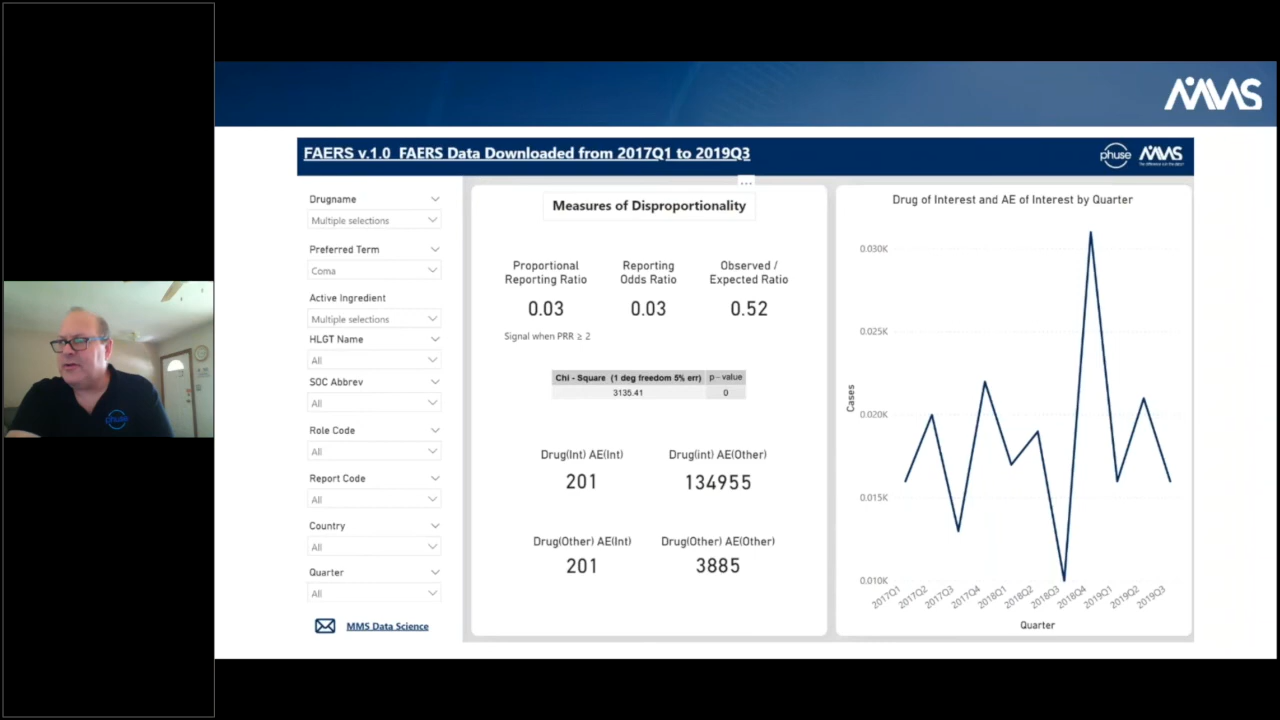 MMS
FAERS v.1.0 FAERS Data Downloaded from 2017Q1 to 2019Q3
phuse
MMS
Drugname
Multiple selections
Preferred Term
Coma
Active Ingredient
Multiple selections
HLGT Name
All
SOC Abbrev
All
Role Code
All
Report Code
All
Country
All
Quarter
All
MMS Data Science
...
Measures of Disproportionality
Proportional
Reporting Ratio
0.03
Signal when PRR ≥ 2
Reporting
Odds Ratio
0.03
Observed /
Expected Ratio
0.52
Chi - Square (1 deg freedom 5% err) p - value
3135.41 0
Drug(Int) AE(Int)
201
Drug(int) AE(Other)
134955
Drug(Other) AE(Int)
201
Drug(Other) AE(Other)
3885
Drug of Interest and AE of Interest by Quarter
Cases
0.030K
0.025K
0.020K
0.015K
0.010K
2017Q1
2017Q2
2017Q3
2017Q4
2018Q1
2018Q2
2018Q3
2018Q4
2019Q1
2019Q2
2019Q3
Quarter
phuse